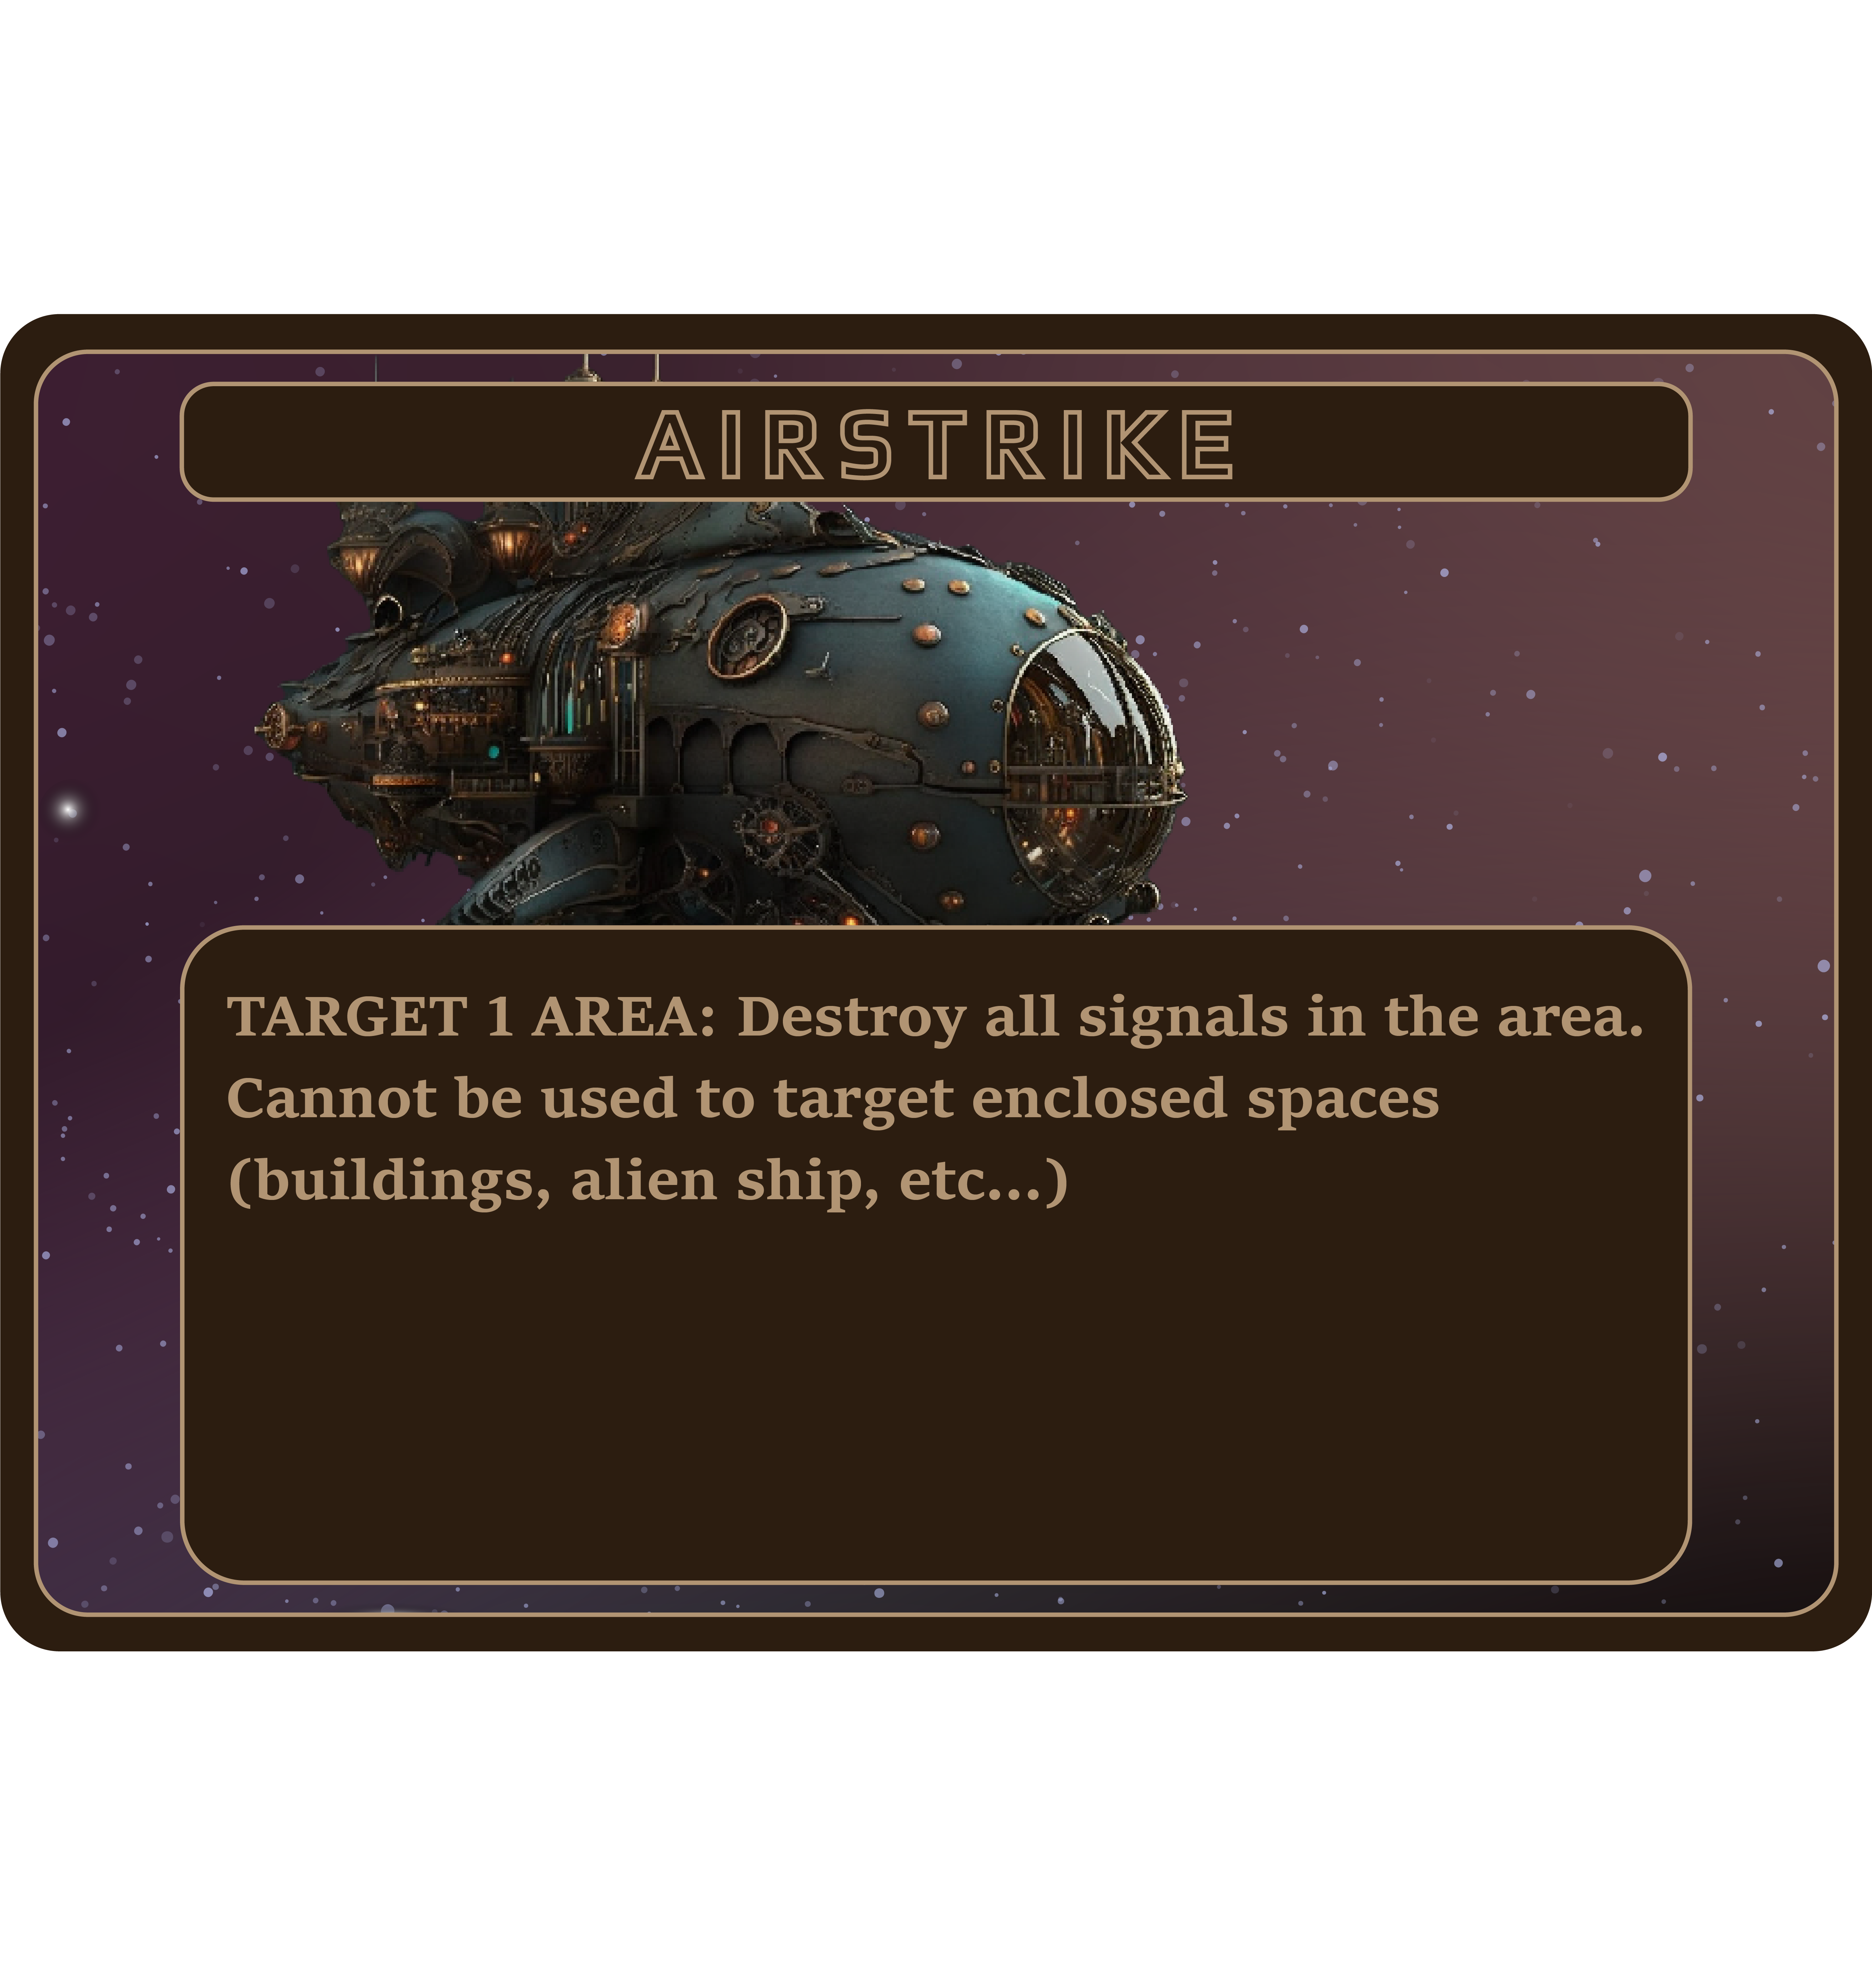 AIRSTRIKE
TARGET 1 AREA: Destroy all signals in the area.
Cannot be used to target enclosed spaces
(buildings, alien ship, etc...)